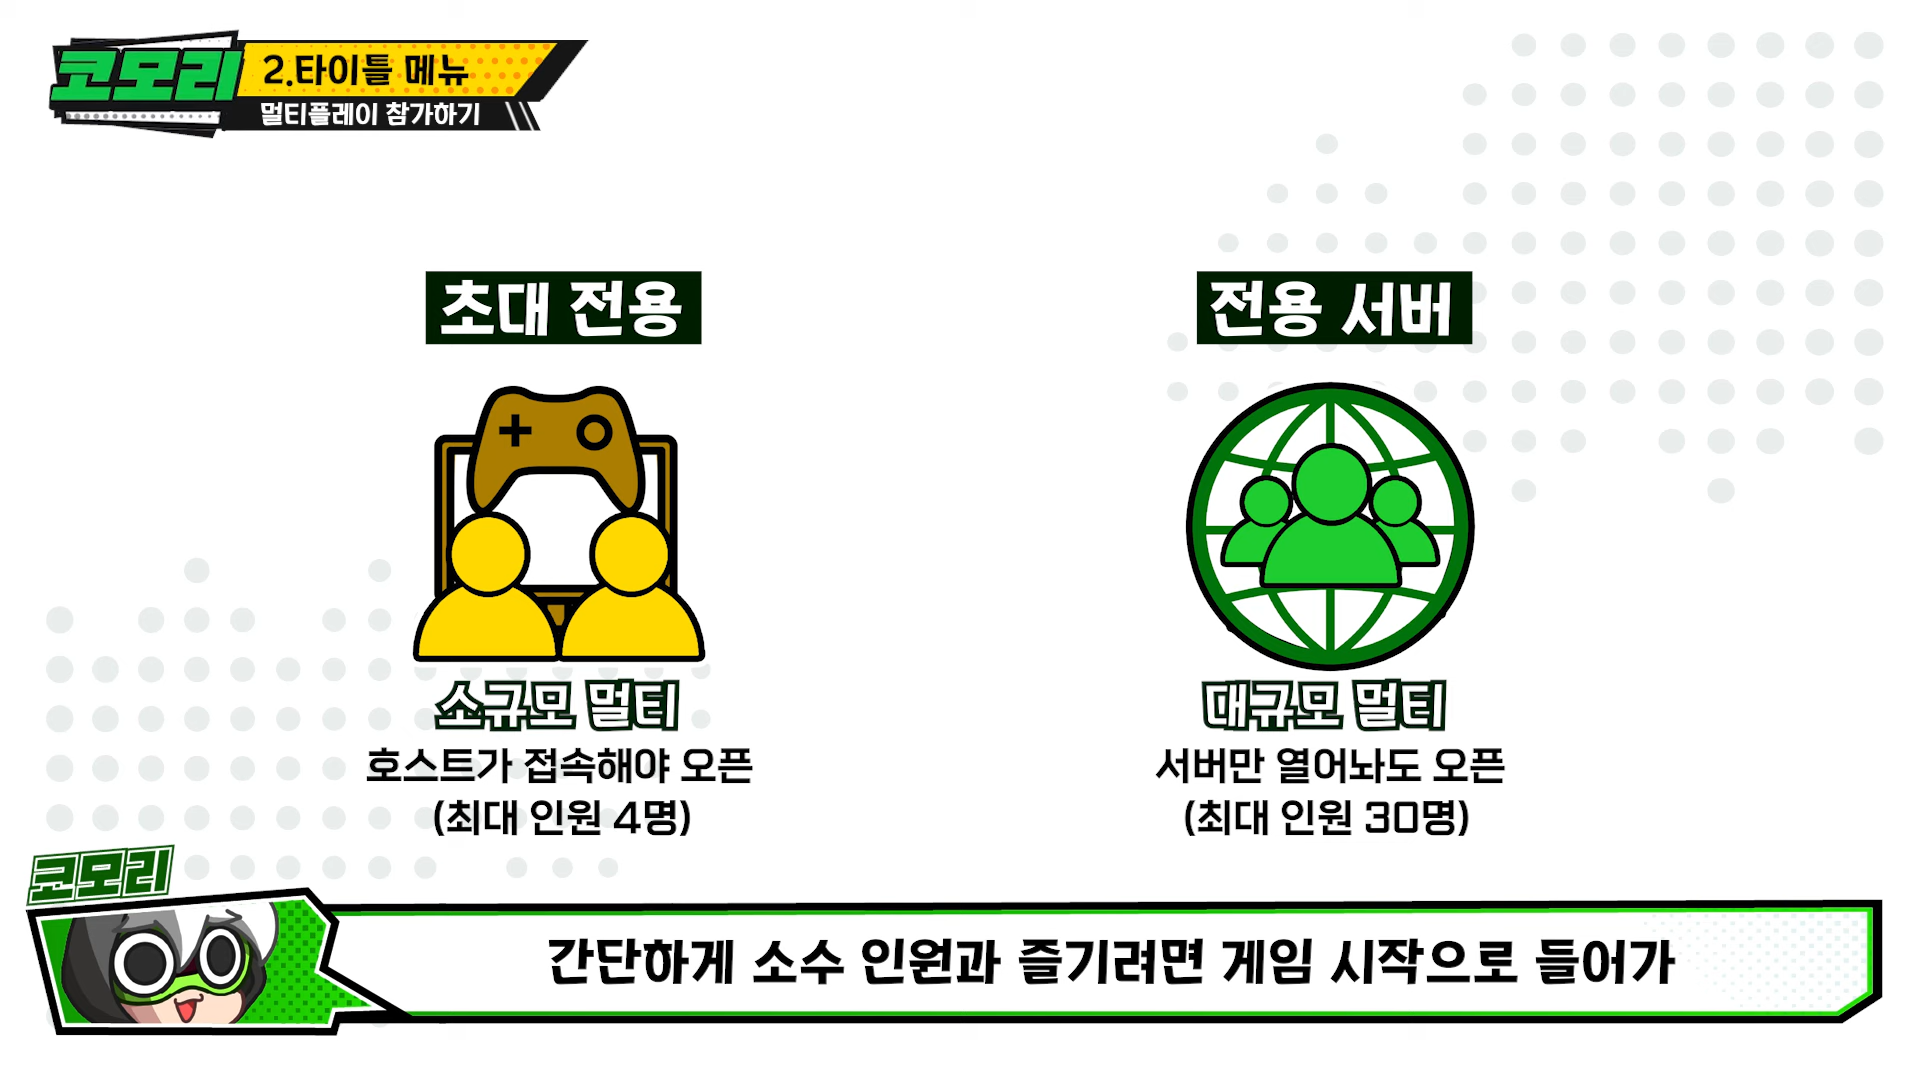 코모리
2.타이틀 메뉴
멀티플레이 참가하기
초대 전용
소규모 멀티
호스트가 접속해야 오픈
(최대 인원 4명)
전용 서버
대규모 멀티
서버만 열어놔도 오픈
(최대 인원 30명)
코모리
간단하게 소수 인원과 즐기려면 게임 시작으로 들어가